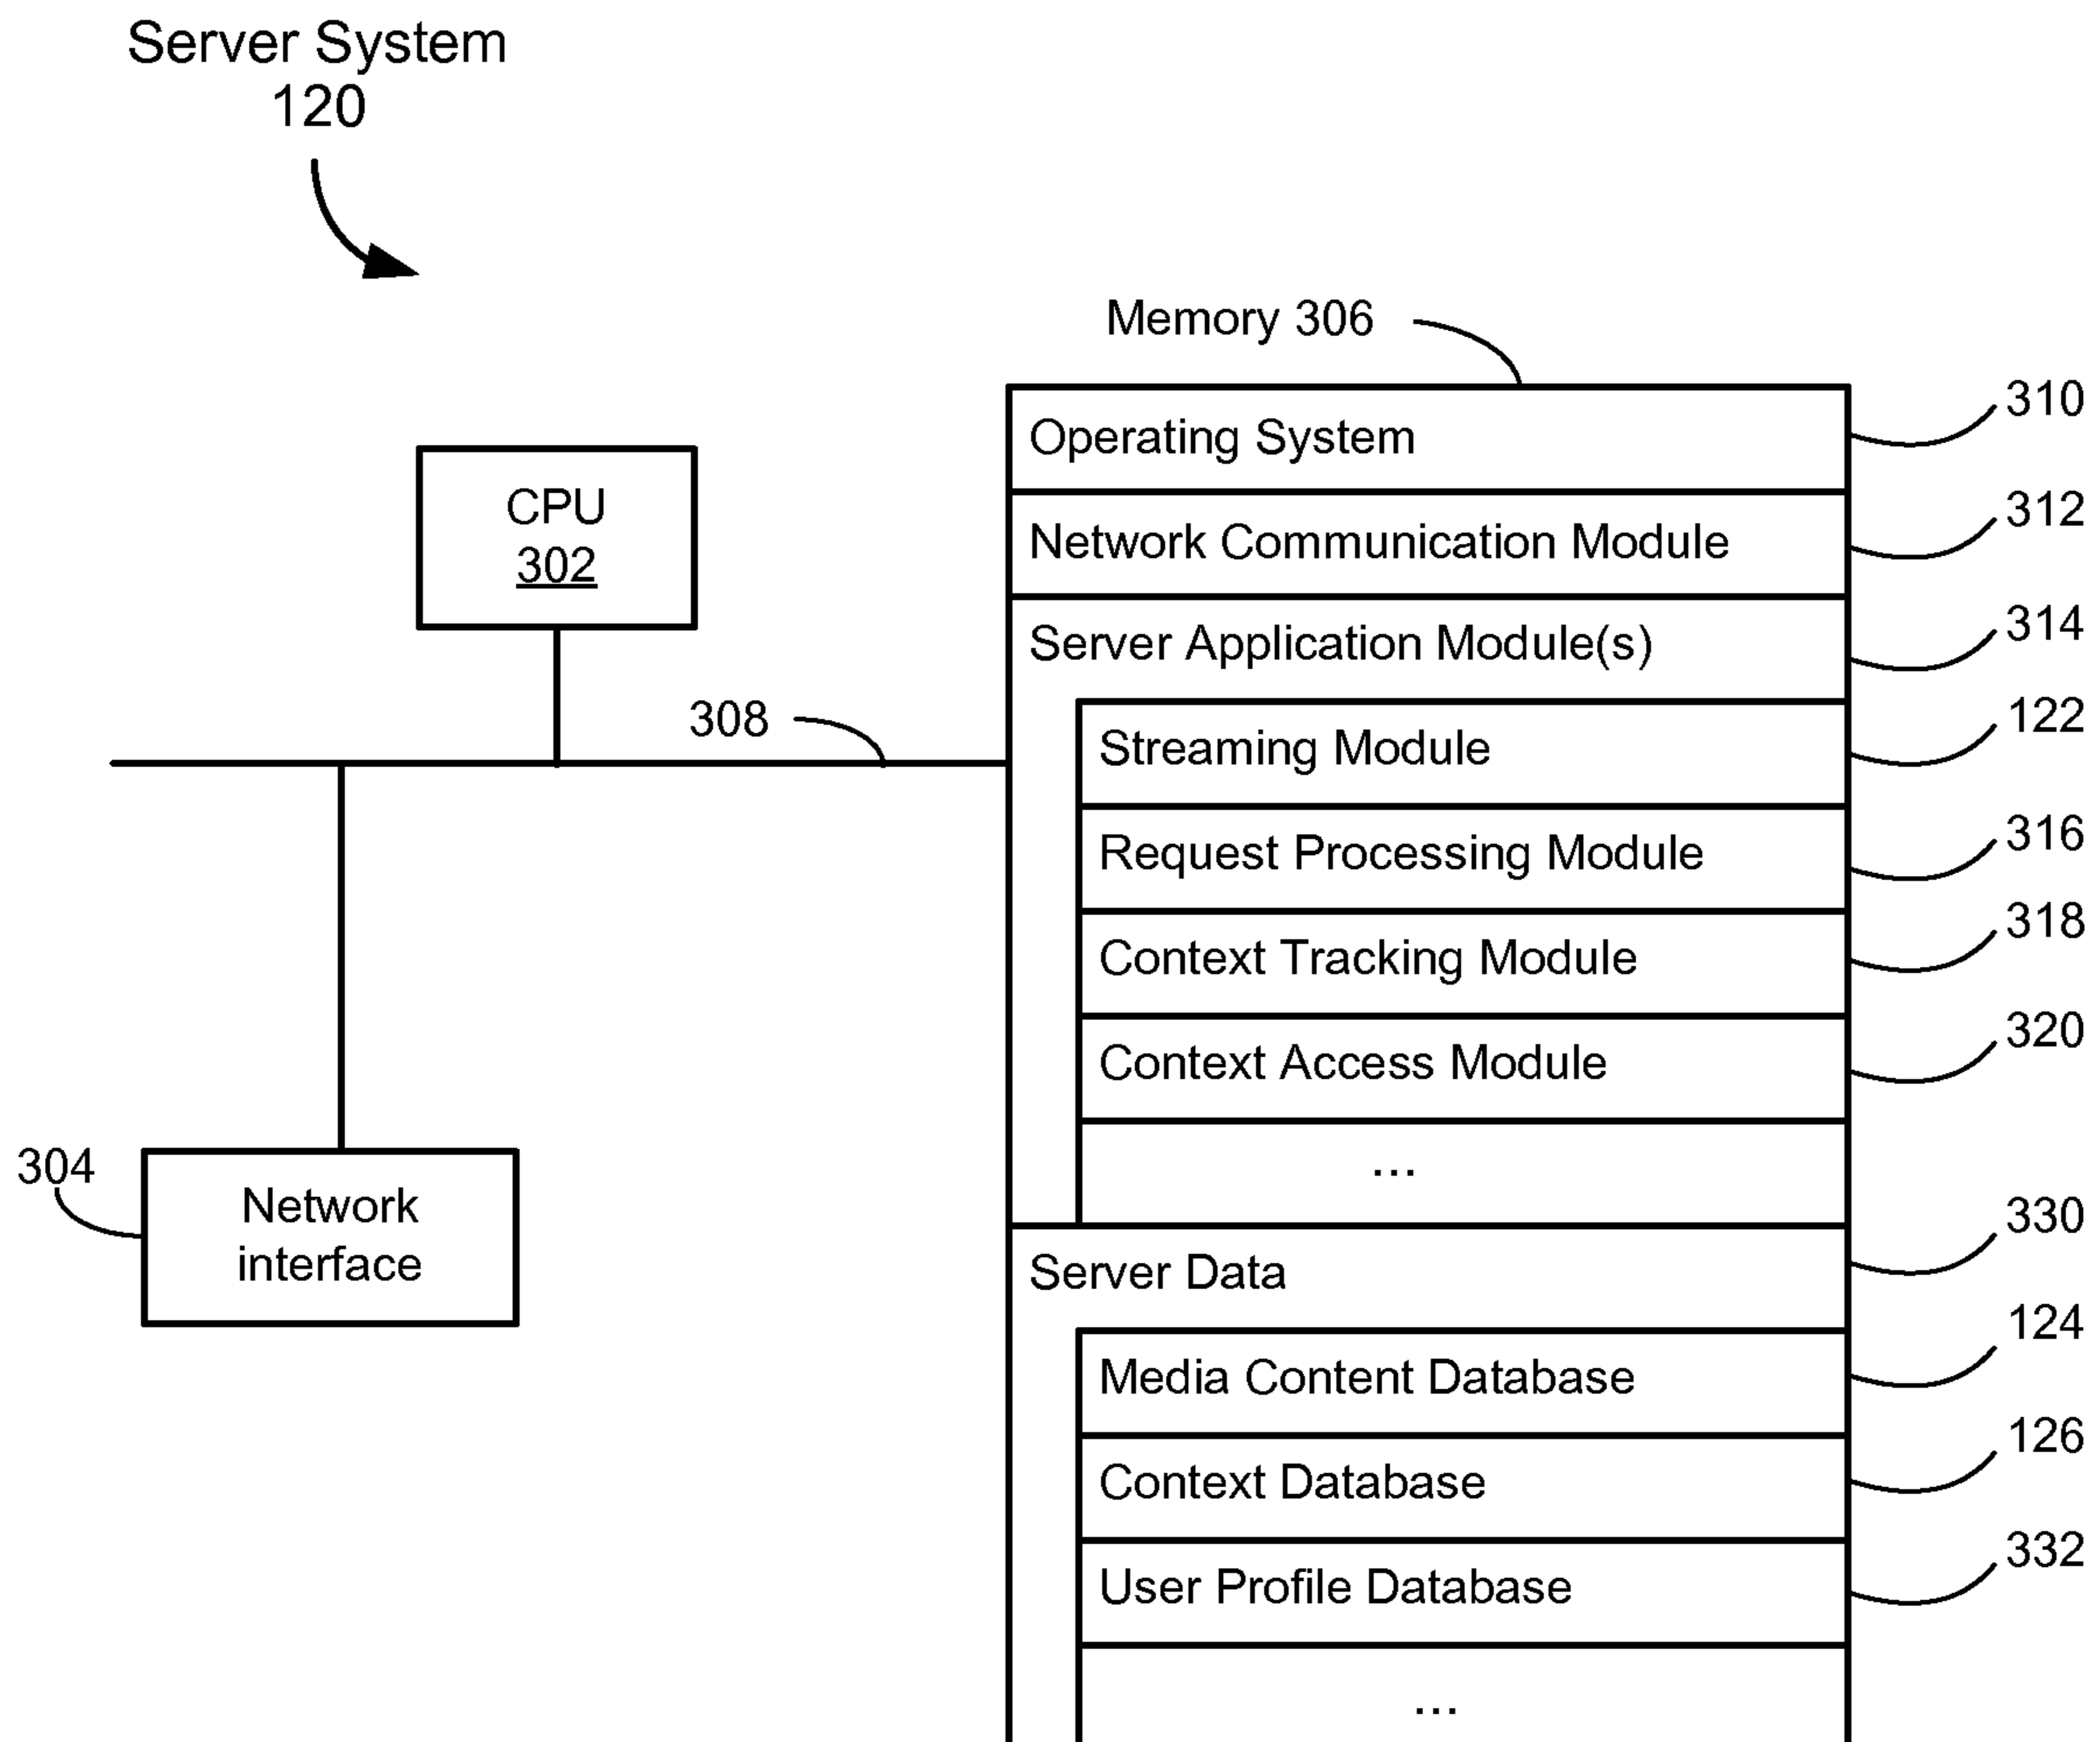 Server System
120
Memory 306
310
Operating System
CPU
302
312
Network Communication Module
314
Server Application Module(s)
308
122
Streaming Module
316
Request Processing Module
318
Context Tracking Module
320
Context Access Module
...
304
Network
interface
330
Server Data
124
Media Content Database
126
Context Database
332
User Profile Database
...